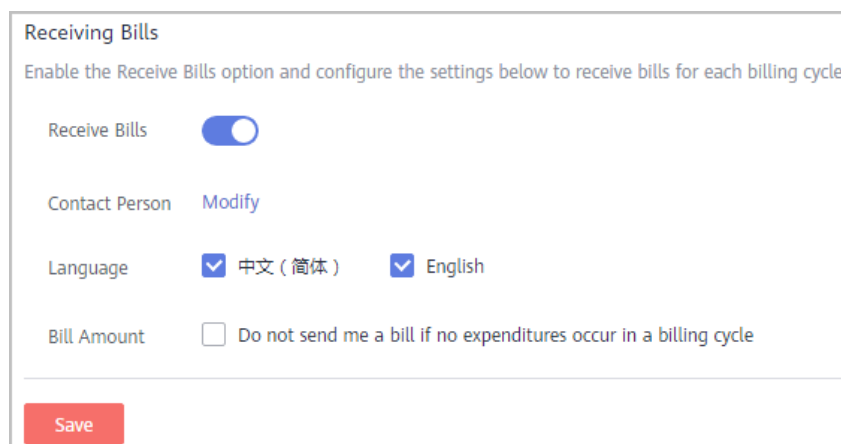 Receiving Bills
Enable the Receive Bills option and configure the settings below to receive bills for each billing cycle
Receive Bills
Contact Person Modify
Language 中文（简体） English
Bill Amount Do not send me a bill if no expenditures occur in a billing cycle
Save